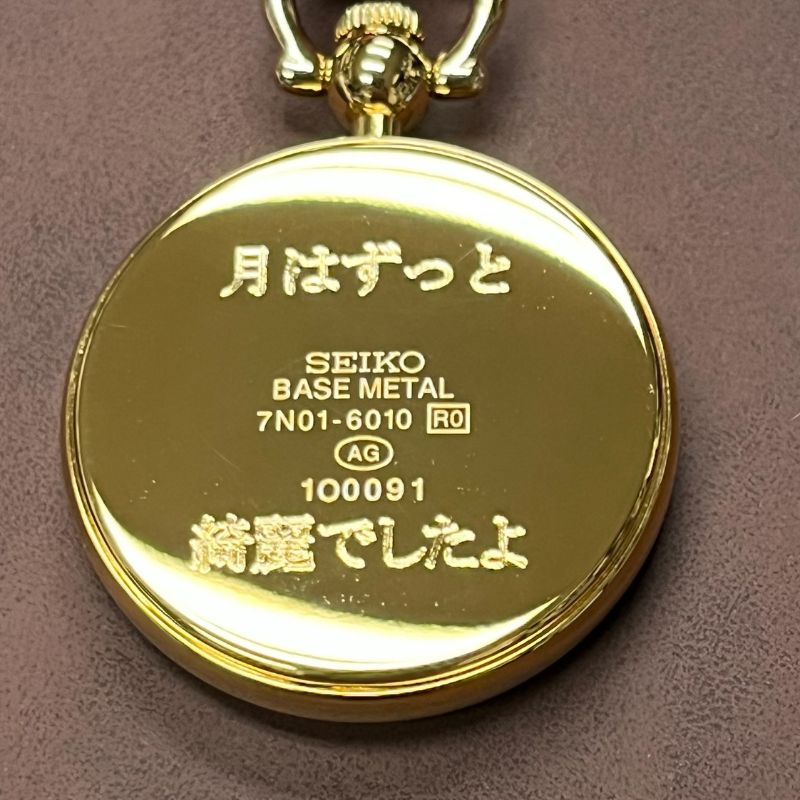 月はずっと
SEIKO
BASE METAL
7N01-6010 R0
AG
100091
綺麗でしたよ